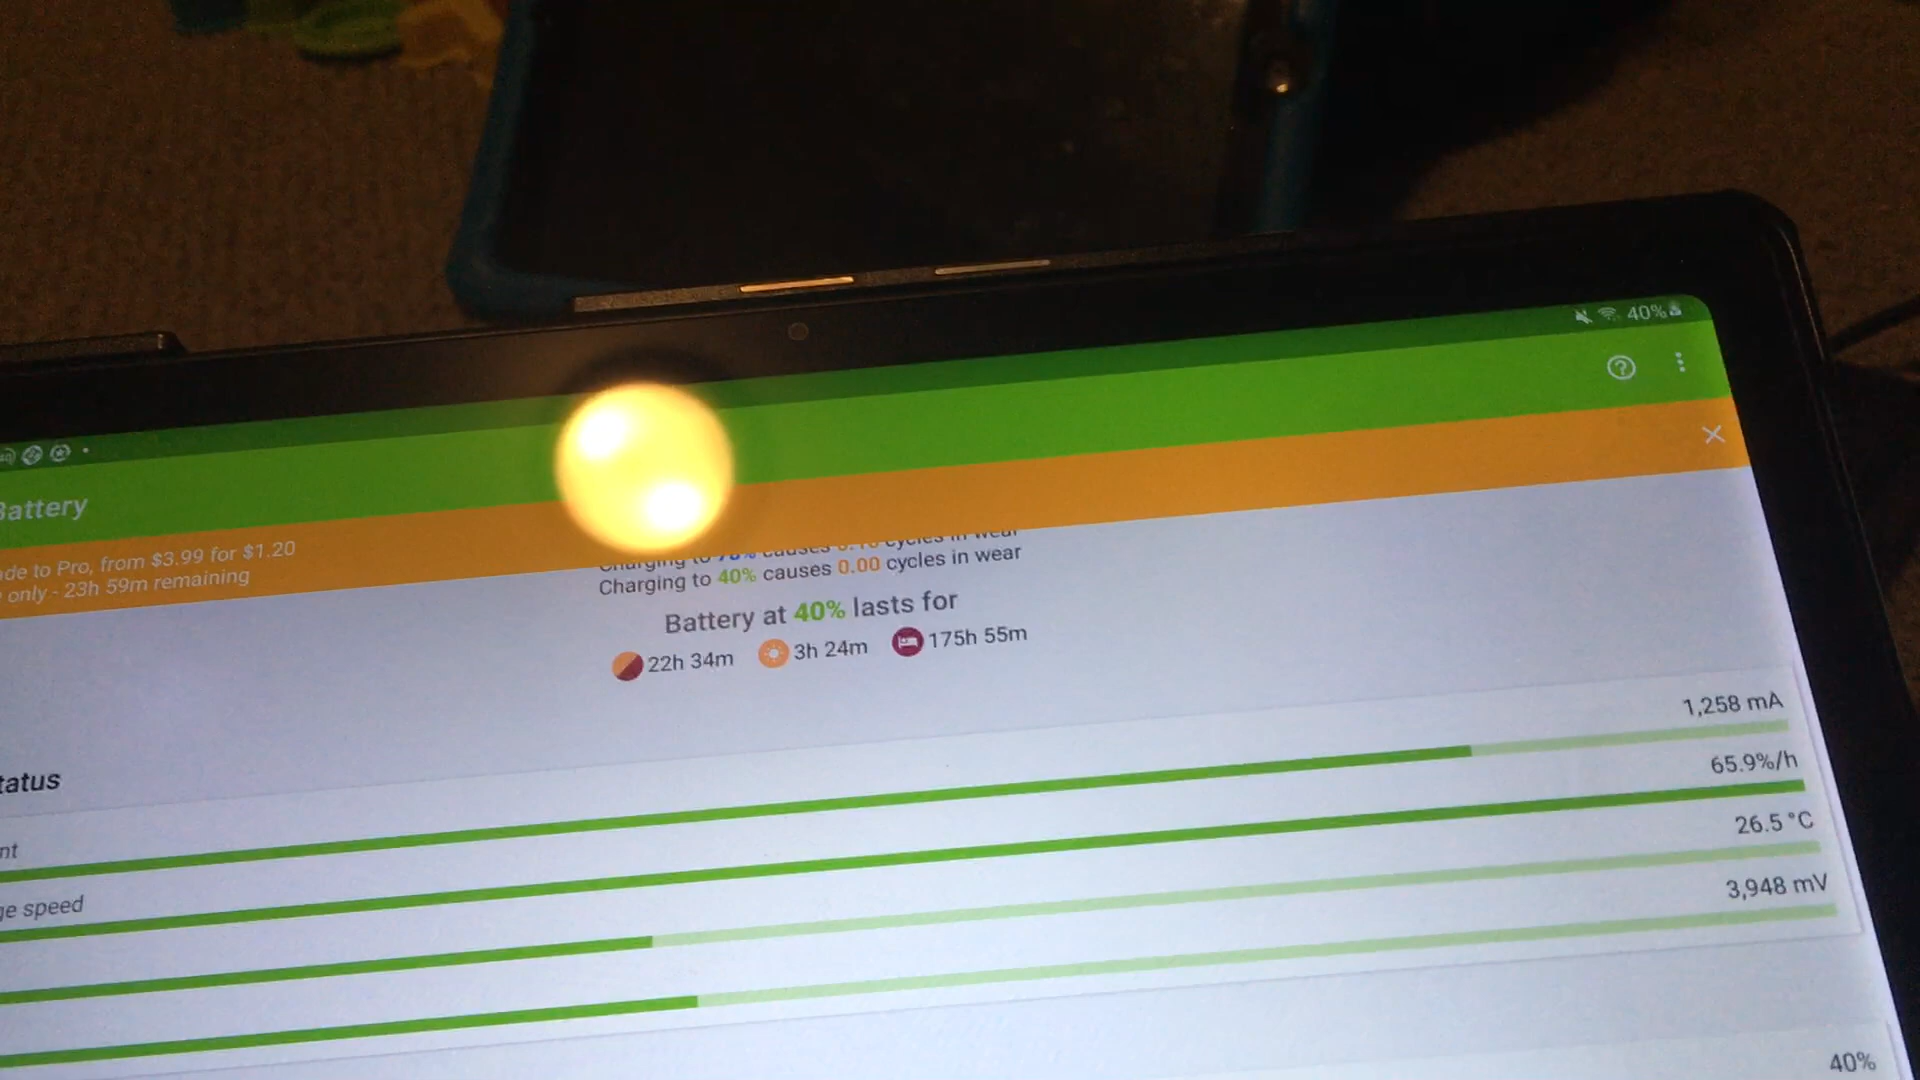 40%
Battery
de to Pro, from $3.99 for $1.20
only - 23h 59m remaining
Charging to 40% causes 0.00 cycles in wear
Battery at 40% lasts for
22h 34m 3h 24m 175h 55m
tatus
1,258 mA
nt
65.9%/h
ge speed
26.5 °C
3,948 mV
40%